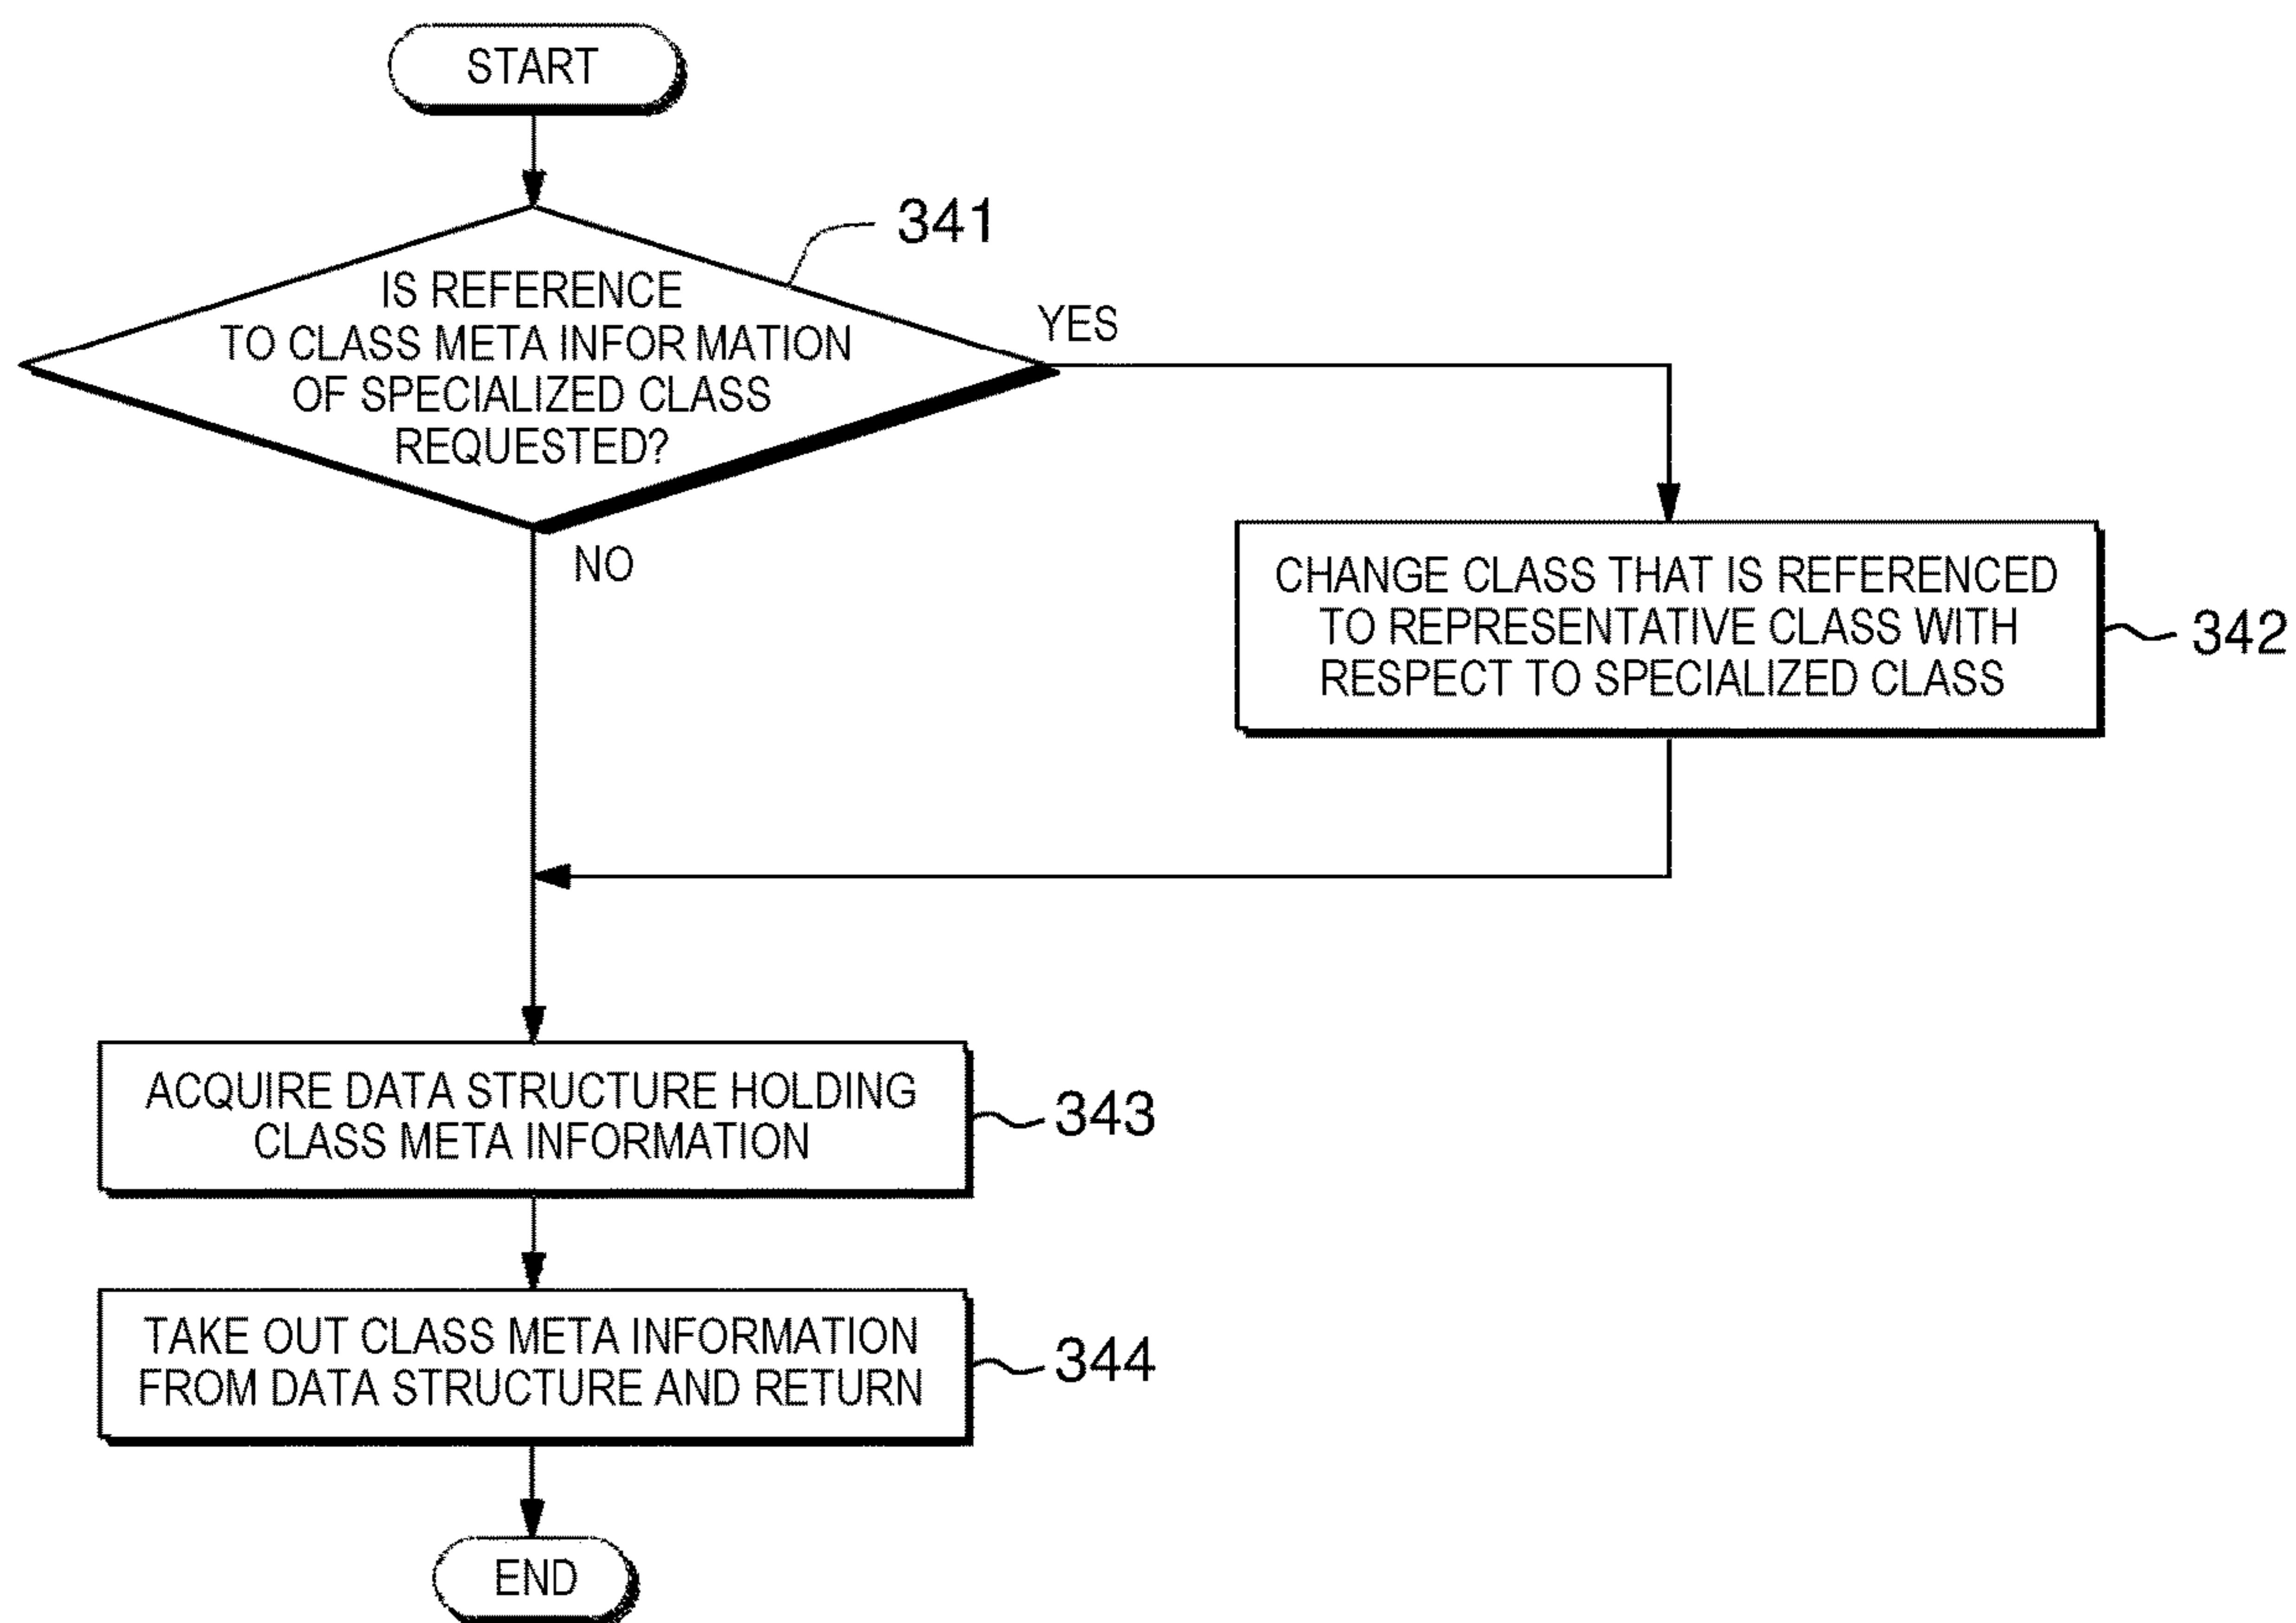 START
341
IS REFERENCE
TO CLASS META INFORMATION
OF SPECIALIZED CLASS
REQUESTED?
YES
NO
CHANGE CLASS THAT IS REFERENCED
TO REPRESENTATIVE CLASS WITH
RESPECT TO SPECIALIZED CLASS
342
ACQUIRE DATA STRUCTURE HOLDING
CLASS META INFORMATION
343
TAKE OUT CLASS META INFORMATION
FROM DATA STRUCTURE AND RETURN
344
END